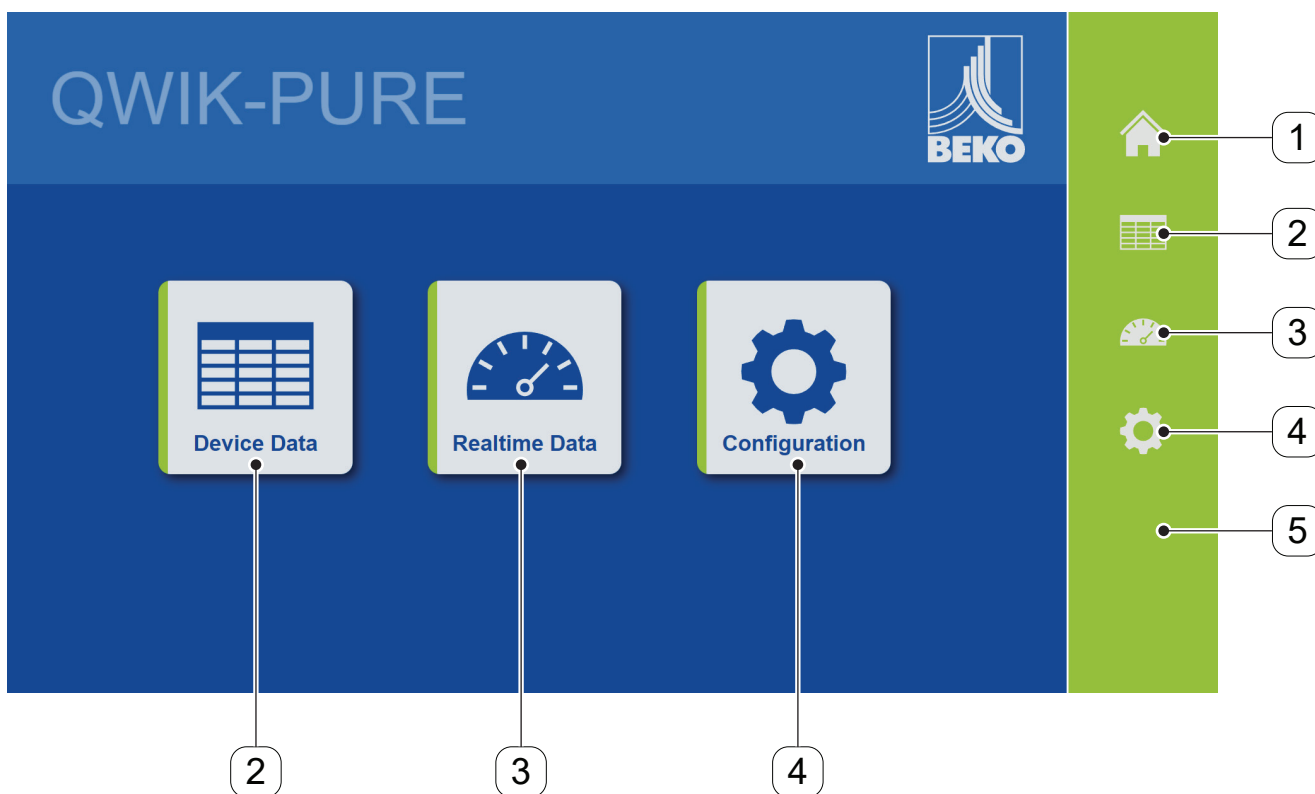 QWIK-PURE
BEKO
1
2
3
4
5
Device Data
Realtime Data
Configuration
2
3
4